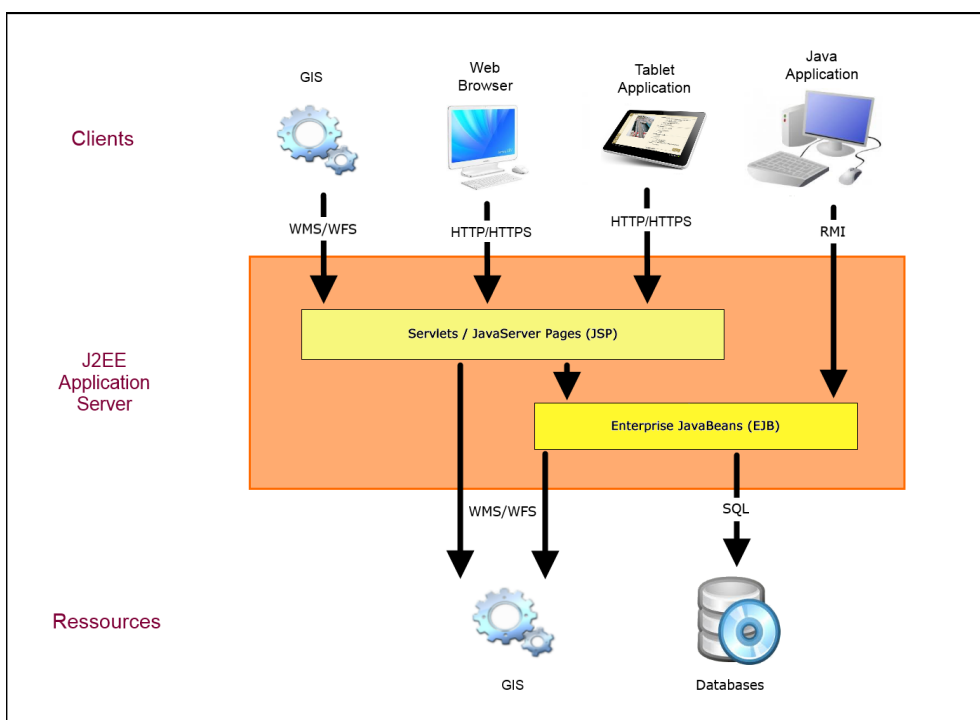 GIS
Web
Browser
Tablet
Application
Java
Application
Clients
WMS/WFS
HTTP/HTTPS
HTTP/HTTPS
RMI
Servlets / JavaServer Pages (JSP)
J2EE
Application
Server
Enterprise JavaBeans (EJB)
WMS/WFS
SQL
Ressources
GIS
Databases